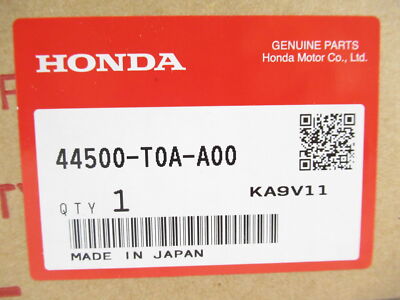 HONDA
GENUINE PARTS
Honda Motor Co., Ltd.
44500-T0A-A00
QTY 1
KA9V11
MADE IN JAPAN